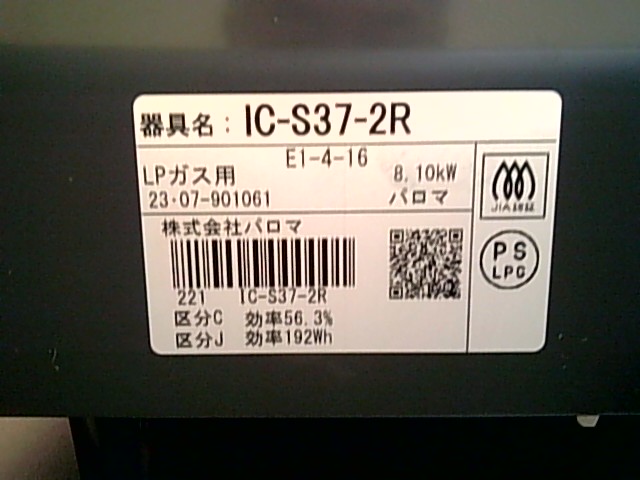 器具名：IC-S37-2R
E1-4-16
LPガス用 8.10kW
23·07-901061 パロマ
JIA認証
株式会社パロマ
PS
LPG
221 IC-S37-2R
区分C 効率56.3%
区分J 効率192Wh